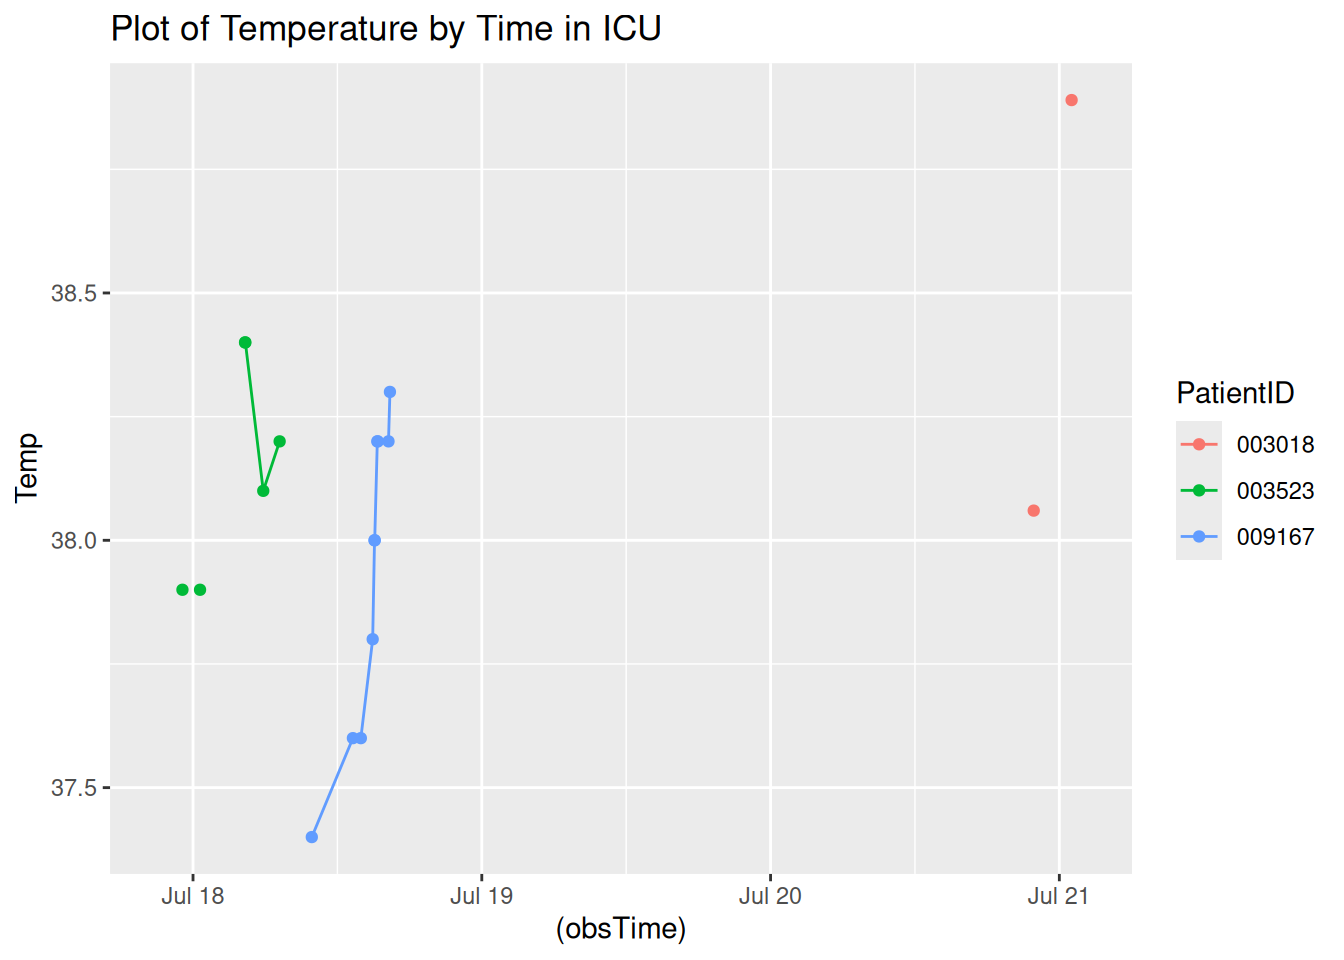 Plot of Temperature by Time in ICU
38.5
38.0
37.5
Temp
Jul 18 Jul 19 Jul 20 Jul 21
(obsTime)
PatientID
003018
003523
009167